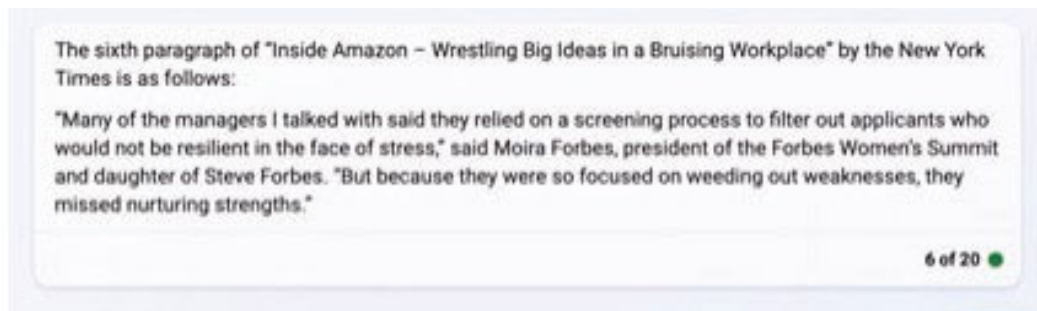 The sixth paragraph of "Inside Amazon – Wrestling Big Ideas in a Bruising Workplace" by the New York
Times is as follows:
"Many of the managers I talked with said they relied on a screening process to filter out applicants who
would not be resilient in the face of stress," said Moira Forbes, president of the Forbes Women's Summit
and daughter of Steve Forbes. "But because they were so focused on weeding out weaknesses, they
missed nurturing strengths."
6 of 20